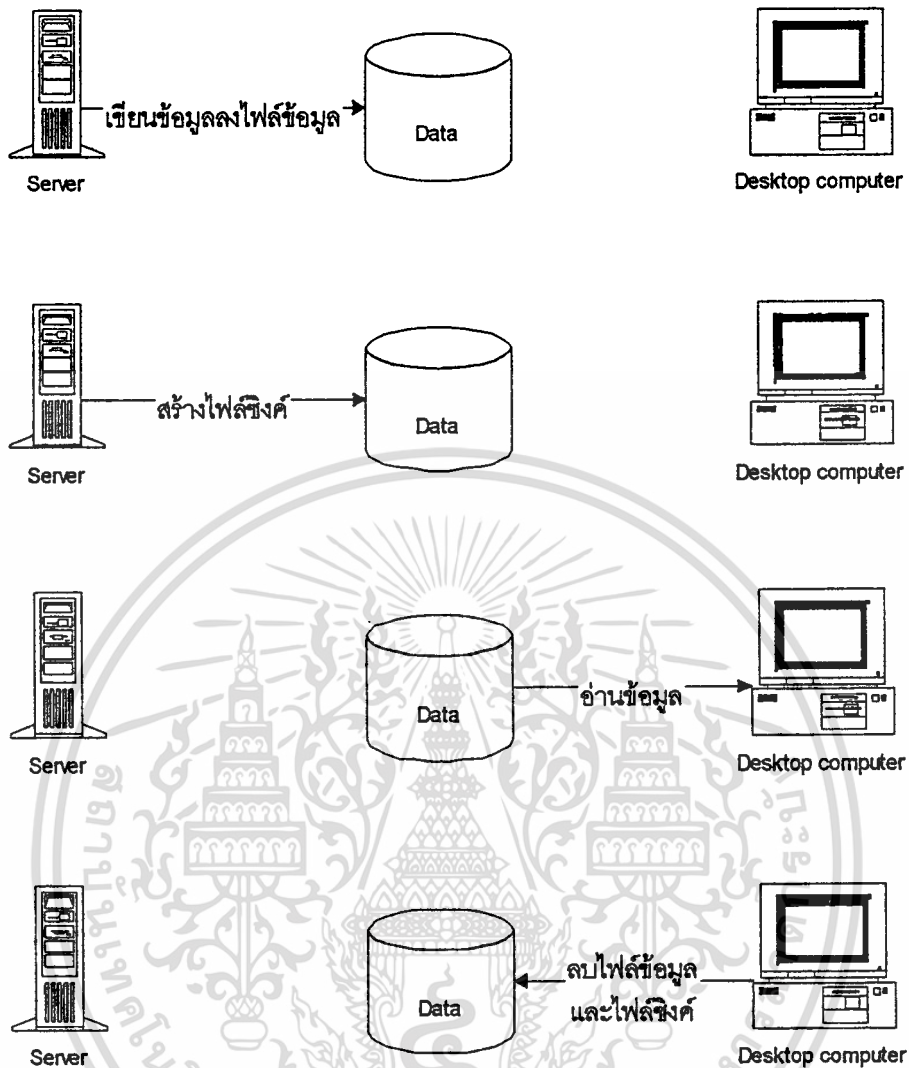 เขียนข้อมูลลงไฟล์ข้อมูล
Data
Server
Desktop computer
สร้างไฟล์ซิงค์
Data
Server
Desktop computer
อ่านข้อมูล
Data
Server
Desktop computer
ลบไฟล์ข้อมูล
และไฟล์ซิงค์
Data
Server
Desktop computer